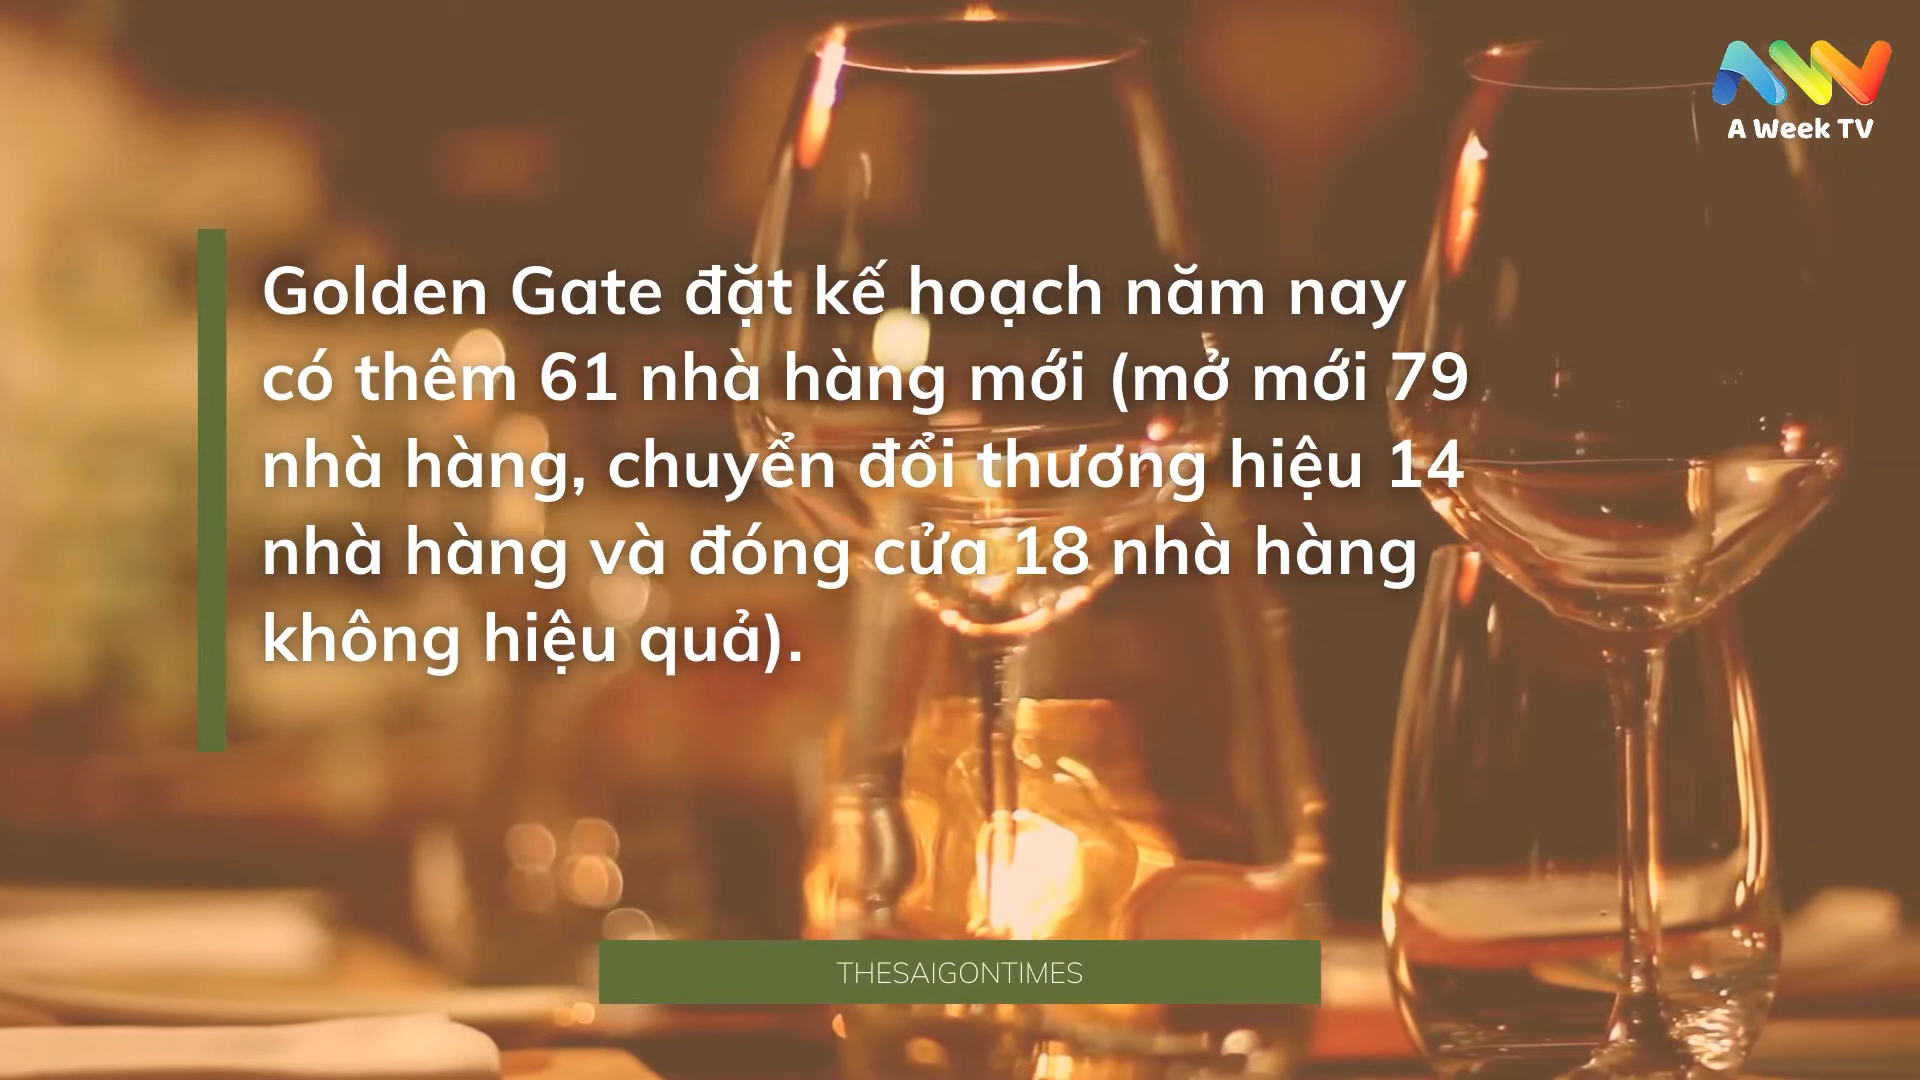 A Week TV
Golden Gate đặt kế hoạch năm nay
có thêm 61 nhà hàng mới (mở mới 79
nhà hàng, chuyển đổi thương hiệu 14
nhà hàng và đóng cửa 18 nhà hàng
không hiệu quả).
THESAIGONTIMES